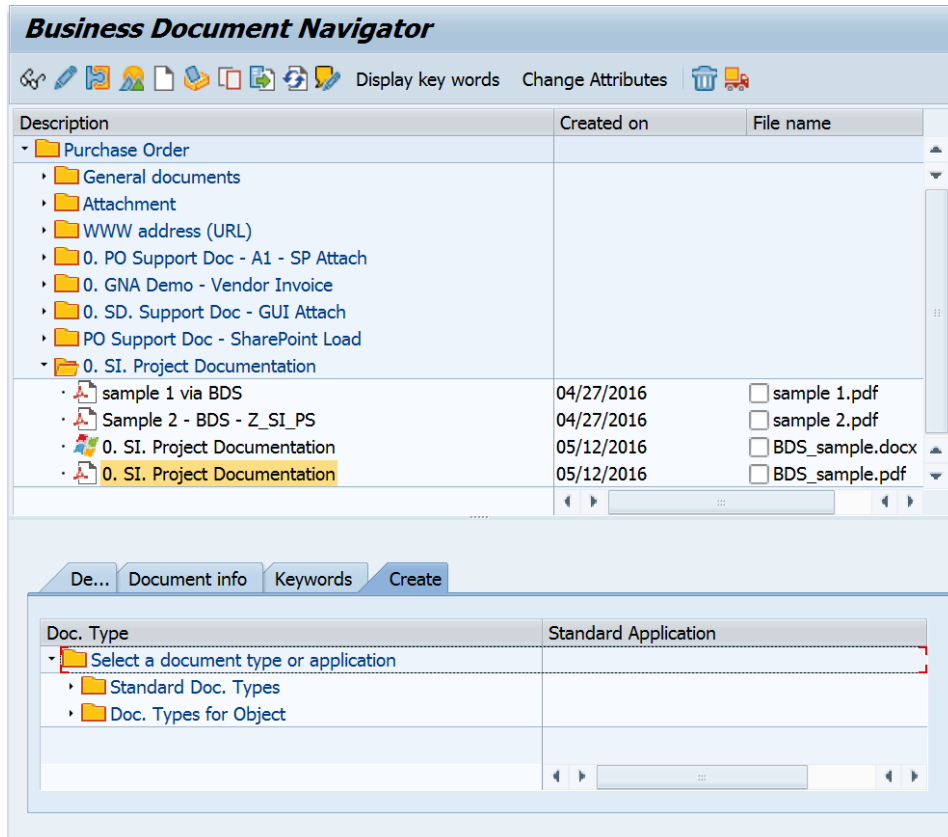 Business Document Navigator
Display key words Change Attributes
Description Created on File name
Purchase Order
General documents
Attachment
WWW address (URL)
0. PO Support Doc - A1 - SP Attach
0. GNA Demo - Vendor Invoice
0. SD. Support Doc - GUI Attach
PO Support Doc - SharePoint Load
0. SI. Project Documentation
sample 1 via BDS 04/27/2016 sample 1.pdf
Sample 2 - BDS - Z_SI_PS 04/27/2016 sample 2.pdf
0. SI. Project Documentation 05/12/2016 BDS_sample.docx
0. SI. Project Documentation 05/12/2016 BDS_sample.pdf
De... Document info Keywords Create
Doc. Type Standard Application
Select a document type or application
Standard Doc. Types
Doc. Types for Object